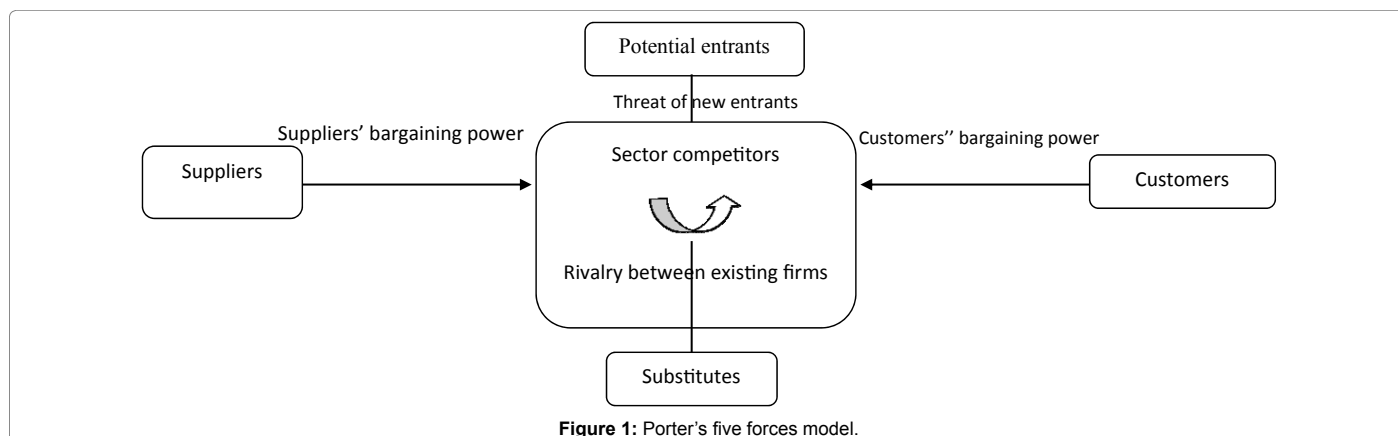 Potential entrants
Threat of new entrants
Suppliers’ bargaining power
Customers’’ bargaining power
Sector competitors
Suppliers
Customers
Rivalry between existing firms
Substitutes
Figure 1: Porter’s five forces model.